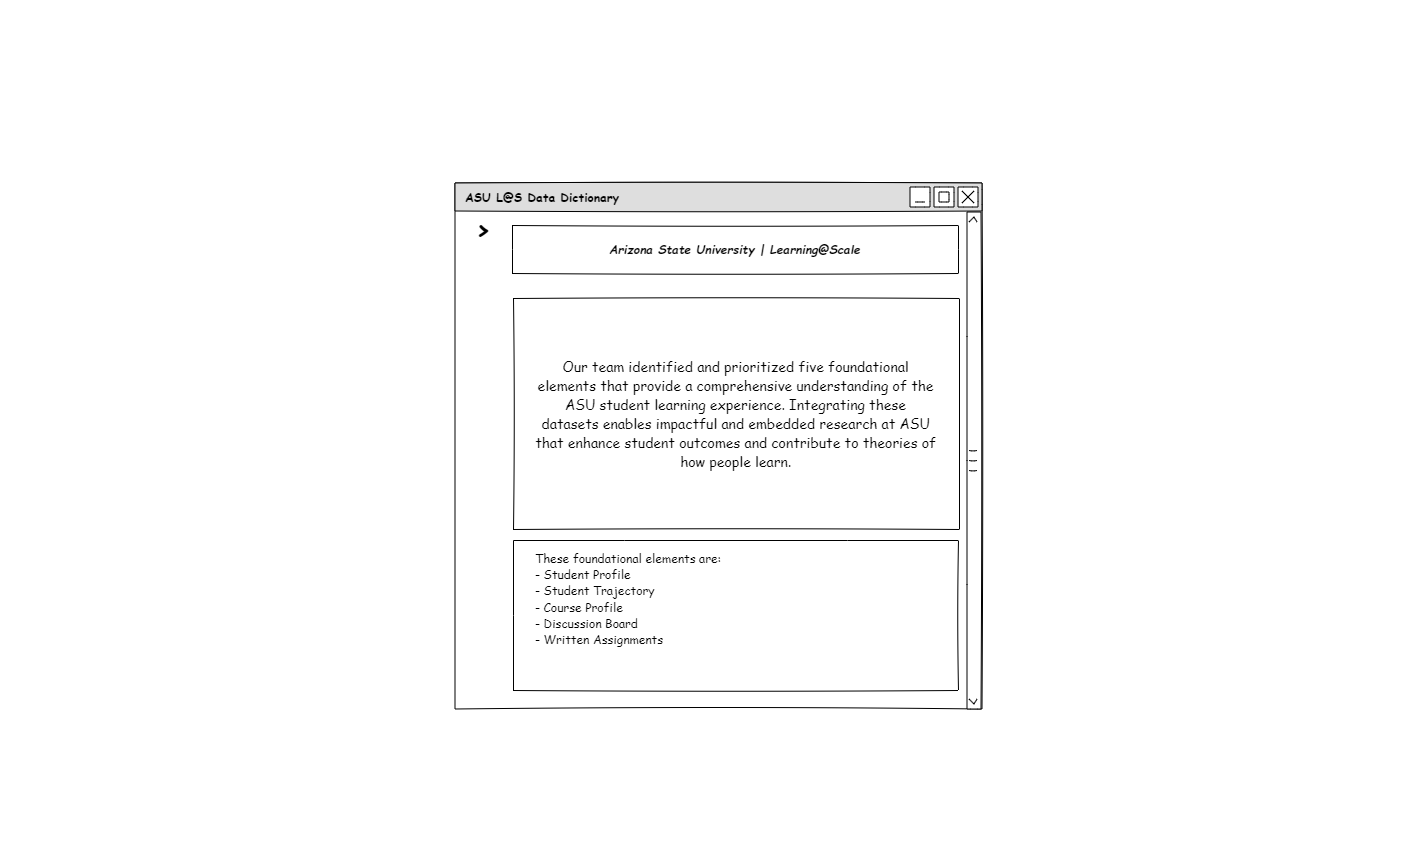 ASU L@S Data Dictionary
Arizona State University | Learning@Scale
Our team identified and prioritized five foundational
elements that provide a comprehensive understanding of the
ASU student learning experience. Integrating these
datasets enables impactful and embedded research at ASU
that enhance student outcomes and contribute to theories of
how people learn.
These foundational elements are:
- Student Profile
- Student Trajectory
- Course Profile
- Discussion Board
- Written Assignments